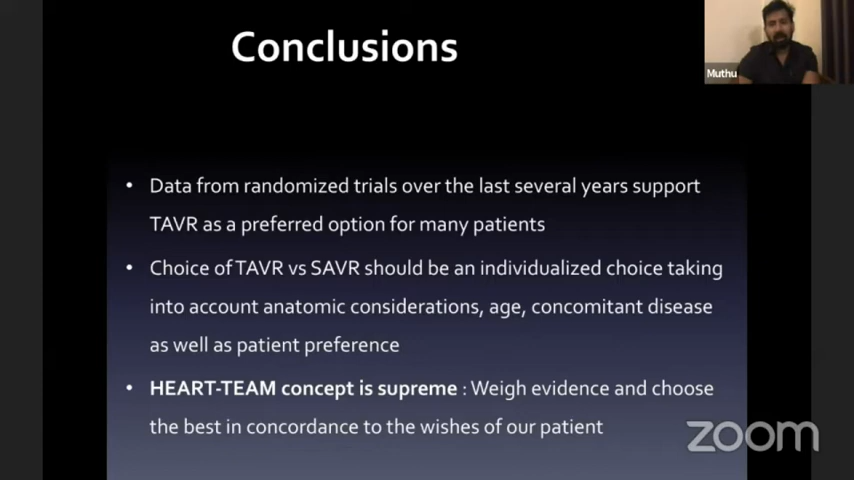 Conclusions
Muthu
• Data from randomized trials over the last several years support
TAVR as a preferred option for many patients
• Choice of TAVR vs SAVR should be an individualized choice taking
into account anatomic considerations, age, concomitant disease
as well as patient preference
• HEART-TEAM concept is supreme : Weigh evidence and choose
the best in concordance to the wishes of our patient
zoom